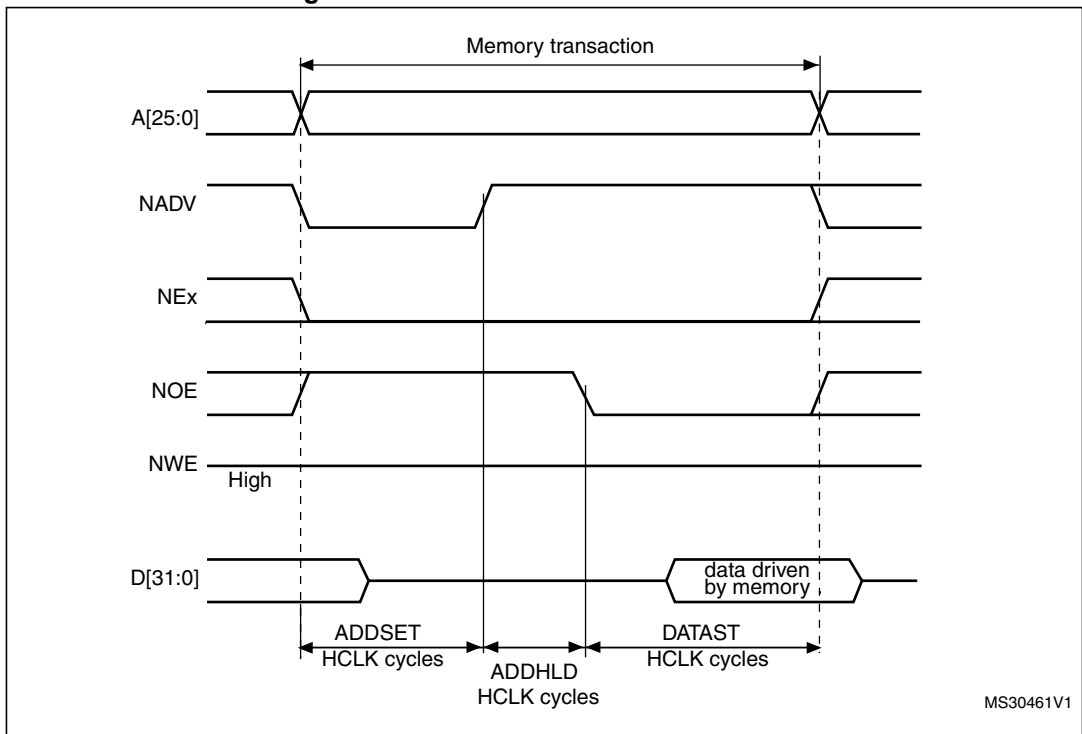 Memory transaction
A[25:0]
NADV
NEx
NOE
NWE
High
D[31:0]
data driven
by memory
ADDSET
HCLK cycles
ADDHLD
HCLK cycles
DATAST
HCLK cycles
MS30461V1